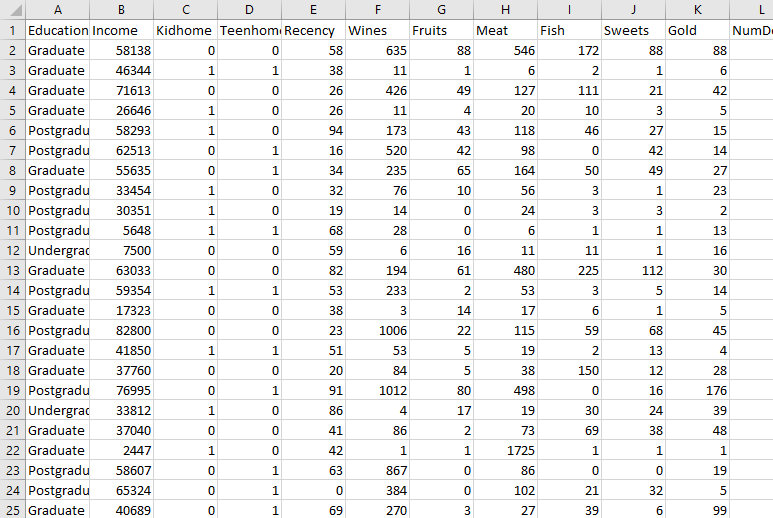 A B C D E F G H I J K L
1 Education Income Kidhome Teenhom Recency Wines Fruits Meat Fish Sweets Gold NumDe
2 Graduate 58138 0 0 58 635 88 546 172 88 88
3 Graduate 46344 1 1 38 11 1 6 2 1 6
4 Graduate 71613 0 0 26 426 49 127 111 21 42
5 Graduate 26646 1 0 26 11 4 20 10 3 5
6 Postgradu 58293 1 0 94 173 43 118 46 27 15
7 Postgradu 62513 0 1 16 520 42 98 0 42 14
8 Graduate 55635 0 1 34 235 65 164 50 49 27
9 Postgradu 33454 1 0 32 76 10 56 3 1 23
10 Postgradu 30351 1 0 19 14 0 24 3 3 2
11 Postgradu 5648 1 1 68 28 0 6 1 1 13
12 Undergrad 7500 0 0 59 6 16 11 11 1 16
13 Graduate 63033 0 0 82 194 61 480 225 112 30
14 Postgradu 59354 1 1 53 233 2 53 3 5 14
15 Graduate 17323 0 0 38 3 14 17 6 1 5
16 Postgradu 82800 0 0 23 1006 22 115 59 68 45
17 Graduate 41850 1 1 51 53 5 19 2 13 4
18 Graduate 37760 0 0 20 84 5 38 150 12 28
19 Postgradu 76995 0 1 91 1012 80 498 0 16 176
20 Undergrad 33812 1 0 86 4 17 19 30 24 39
21 Graduate 37040 0 0 41 86 2 73 69 38 48
22 Graduate 2447 1 0 42 1 1 1725 1 1 1
23 Postgradu 58607 0 1 63 867 0 86 0 0 19
24 Postgradu 65324 0 1 0 384 0 102 21 32 5
25 Graduate 40689 0 1 69 270 3 27 39 6 99